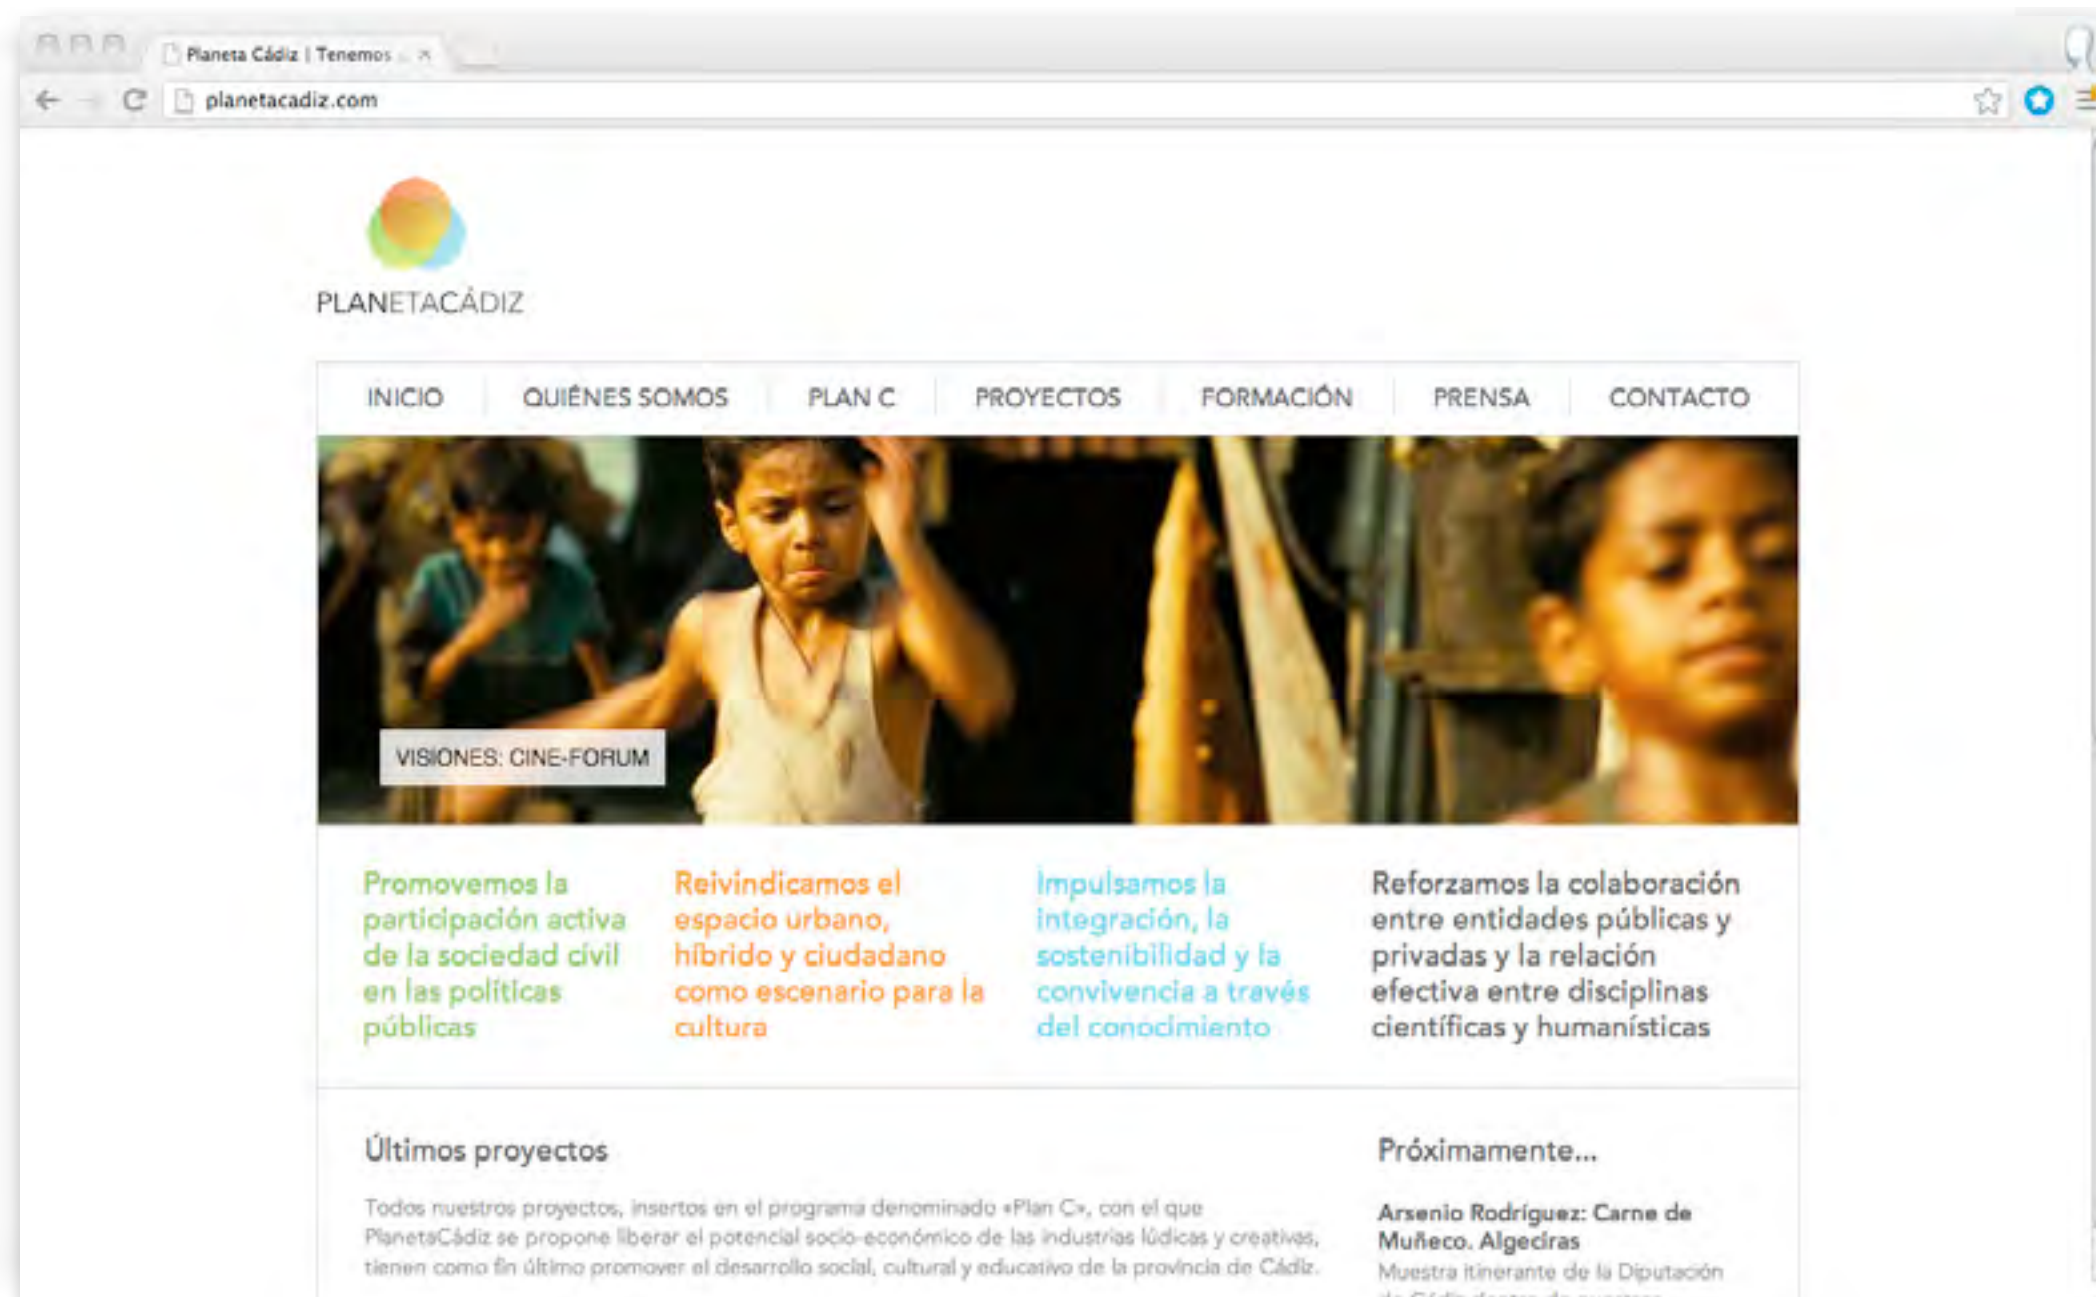 Planeta Cádiz | Tenemos
planetacadiz.com
PLANETACÁDIZ
INICIO QUIÉNES SOMOS PLAN C PROYECTOS FORMACIÓN PRENSA CONTACTO
VISIONES: CINE-FORUM
Promovemos la
participación activa
de la sociedad civil
en las políticas
públicas
Reivindicamos el
espacio urbano,
híbrido y ciudadano
como escenario para la
cultura
Impulsamos la
integración, la
sostenibilidad y la
convivencia a través
del conocimiento
Reforzamos la colaboración
entre entidades públicas y
privadas y la relación
efectiva entre disciplinas
científicas y humanísticas
Últimos proyectos
Todos nuestros proyectos, insertos en el programa denominado «Plan C», con el que
PlanetaCádiz se propone liberar el potencial socio-económico de las industrias lúdicas y creativas,
tienen como fin último promover el desarrollo social, cultural y educativo de la provincia de Cádiz.
Próximamente...
Arsenio Rodríguez: Carne de
Muñeco. Algeciras
Muestra itinerante de la Diputación